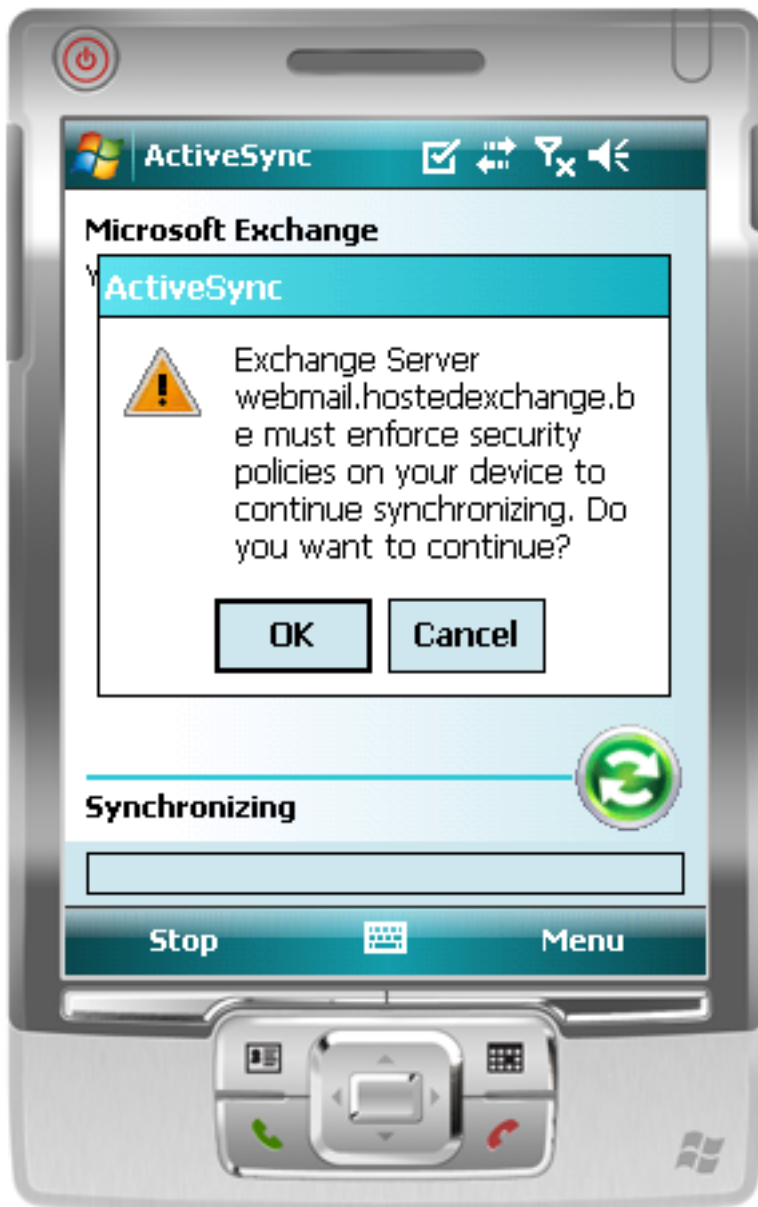 ActiveSync
Microsoft Exchange
Y
ActiveSync
Exchange Server
webmail.hostedexchange.b
e must enforce security
policies on your device to
continue synchronizing. Do
you want to continue?
OK
Cancel
Synchronizing
Stop
Menu